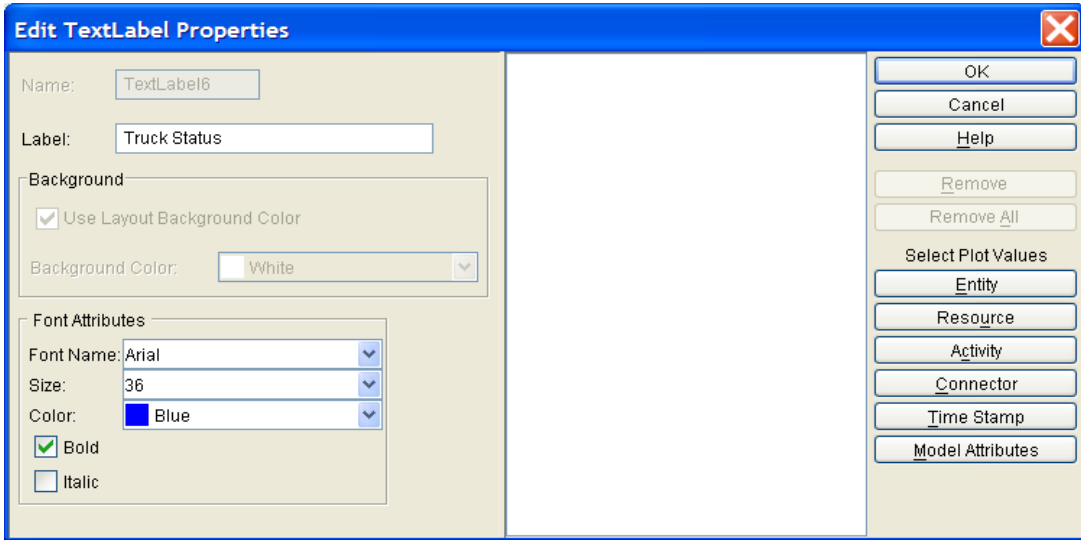 Edit TextLabel Properties
Name: TextLabel6
Label: Truck Status
Background
Use Layout Background Color
Background Color: White
Font Attributes
Font Name: Arial
Size: 36
Color: Blue
Bold
Italic
OK
Cancel
Help
Remove
Remove All
Select Plot Values
Entity
Resource
Activity
Connector
Time Stamp
Model Attributes